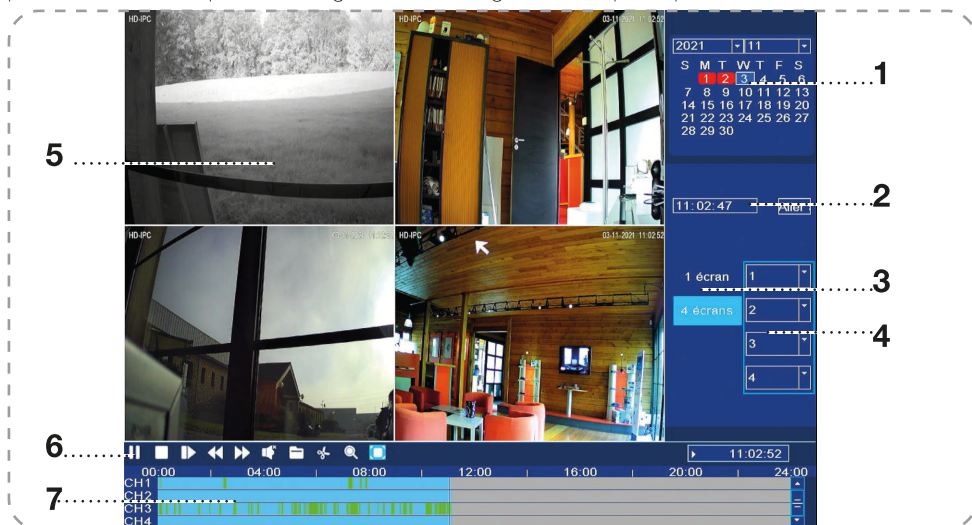 HD-IPC
HD-IPC 03-11-2021 11:02:52
2021 11
S M T W T F S
1 2 3 4 5 6
7 8 9 10 11 12 13
14 15 16 17 18 19 20
21 22 23 24 25 26 27
28 29 30
1
5
11:02:47 Aller
2
HD-IPC
HD-IPC 03-11-2021 11:02:52
1 écran 1
3
4 écrans 2
3
4
4
6
11:02:52
00:00 04:00 08:00 12:00 16:00 20:00 24:00
CH1
CH2
7
CH3
CH4